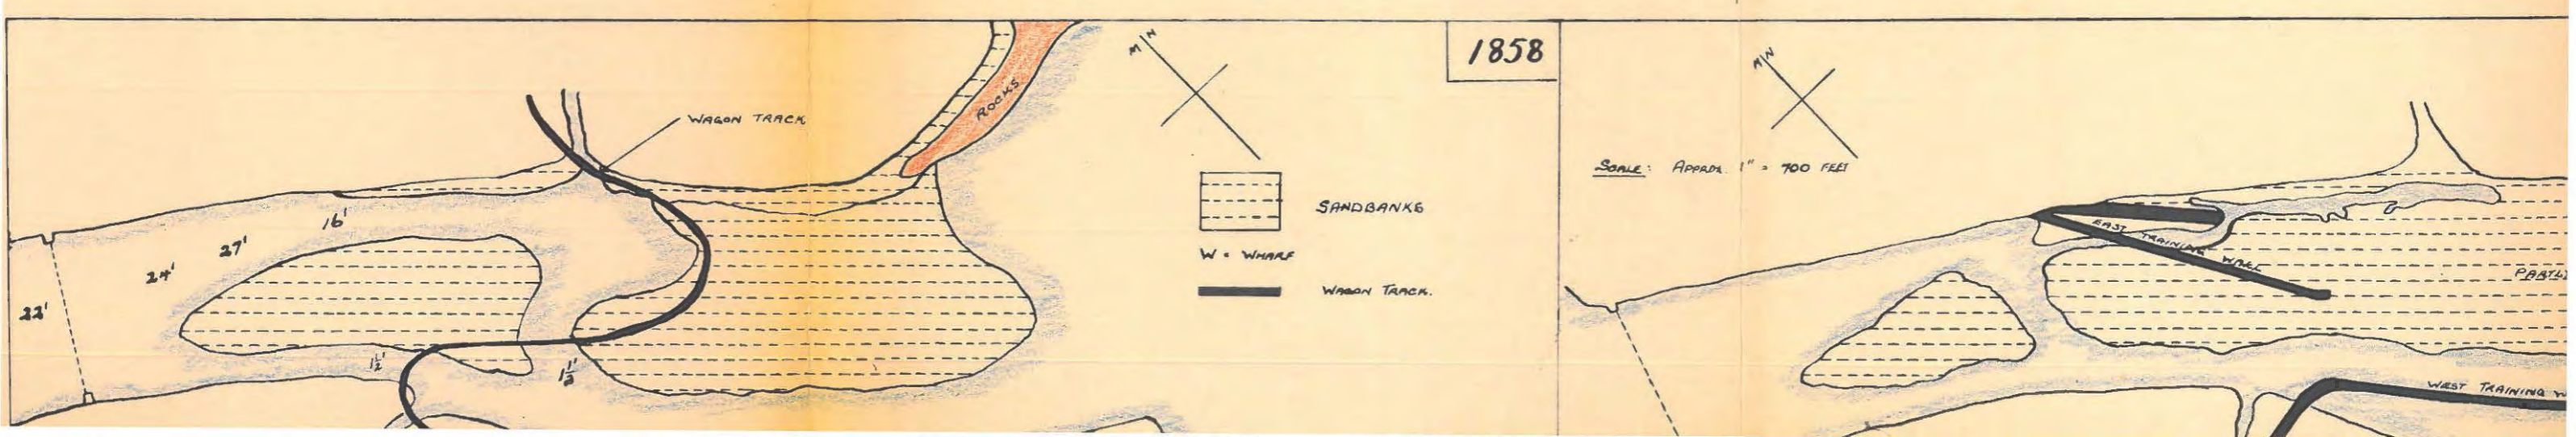 M N
1858
ROCKS
WAGON TRACK
16'
27'
24'
22'
1½'
1½'
SANDBANKS
W = WHARF
WAGON TRACK.
M N
SCALE: APPROX. 1" = 700 FEET
EAST TRAINING WALL
WEST TRAINING W